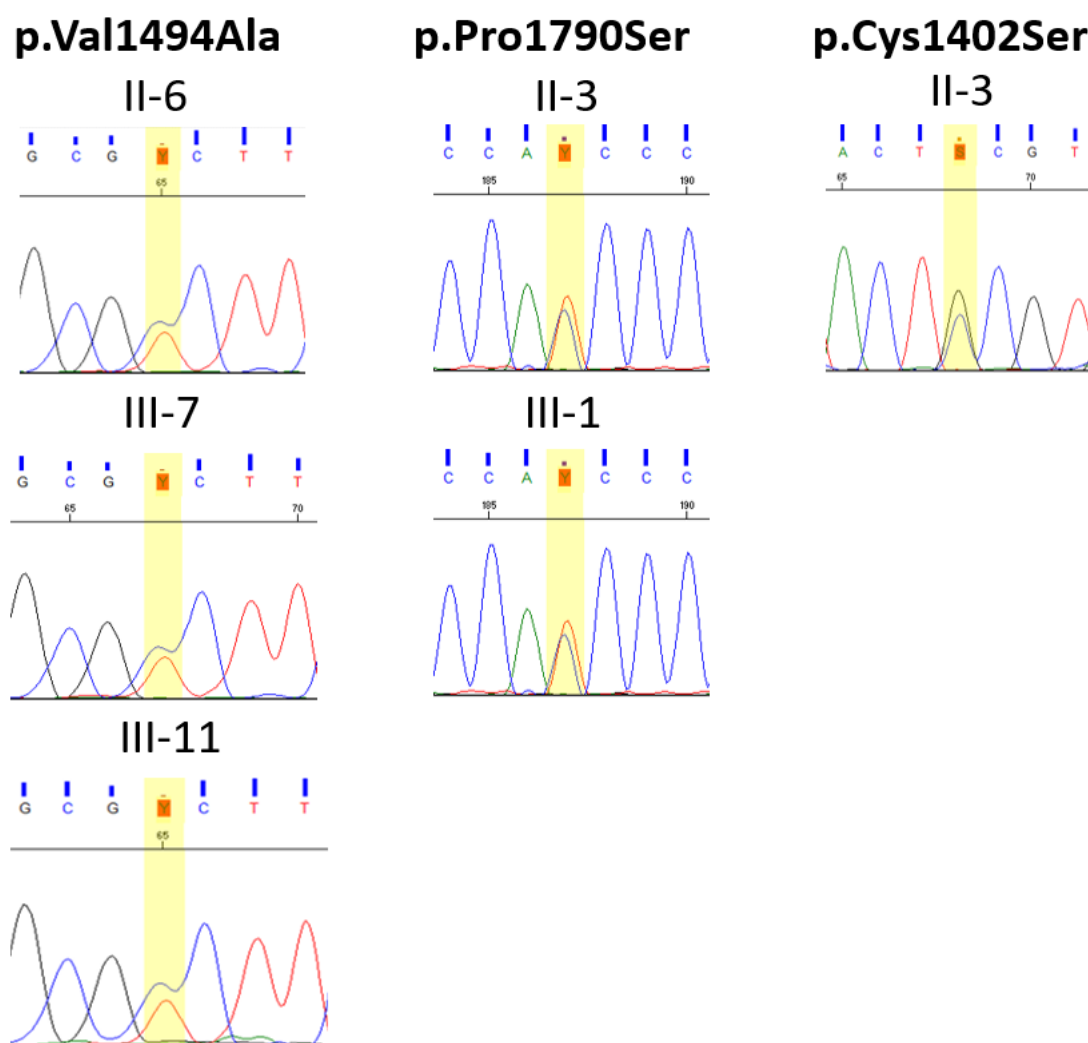 p.Val1494Ala
II-6
G C G Y C T T
65
III-7
G C G Y C T T
65 70
III-11
G C G Y C T T
65
p.Pro1790Ser
II-3
C C A Y C C C
185 190
III-1
C C A Y C C C
185 190
p.Cys1402Ser
II-3
A C T S C G T
65 70